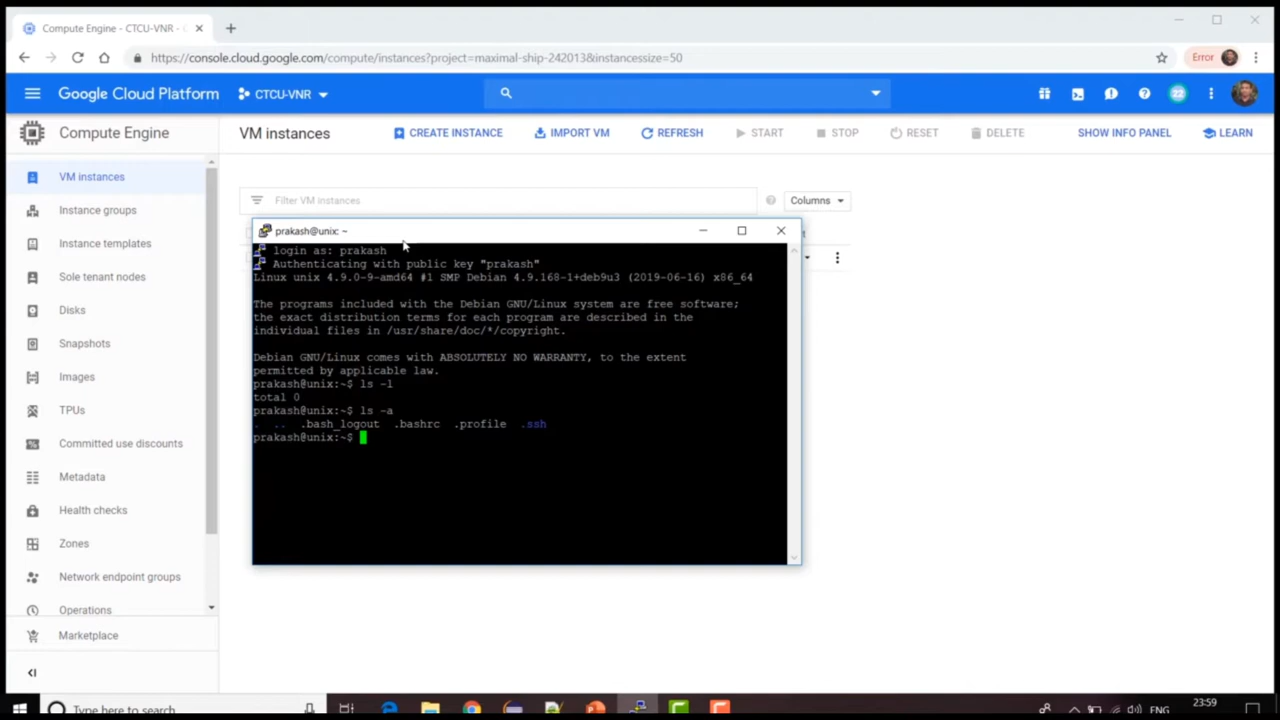 Compute Engine - CTCU-VNR -
https://console.cloud.google.com/compute/instances?project=maximal-ship-242013&instancessize=50
Error
Google Cloud Platform
CTCU-VNR
Compute Engine
VM instances
CREATE INSTANCE
IMPORT VM
REFRESH
START
STOP
RESET
DELETE
SHOW INFO PANEL
LEARN
VM instances
Instance groups
Instance templates
Sole tenant nodes
Disks
Snapshots
Images
TPUs
Committed use discounts
Metadata
Health checks
Zones
Network endpoint groups
Operations
Marketplace
Filter VM instances
Columns
prakash@unix: ~
login as: prakash
Authenticating with public key "prakash"
Linux unix 4.9.0-9-amd64 #1 SMP Debian 4.9.168-1+deb9u3 (2019-06-16) x86_64
The programs included with the Debian GNU/Linux system are free software;
the exact distribution terms for each program are described in the
individual files in /usr/share/doc/*/copyright.
Debian GNU/Linux comes with ABSOLUTELY NO WARRANTY, to the extent
permitted by applicable law.
prakash@unix:~$ ls -l
total 0
prakash@unix:~$ ls -a
. .. .bash_logout .bashrc .profile .ssh
prakash@unix:~$
Type here to search
ENG
23:59